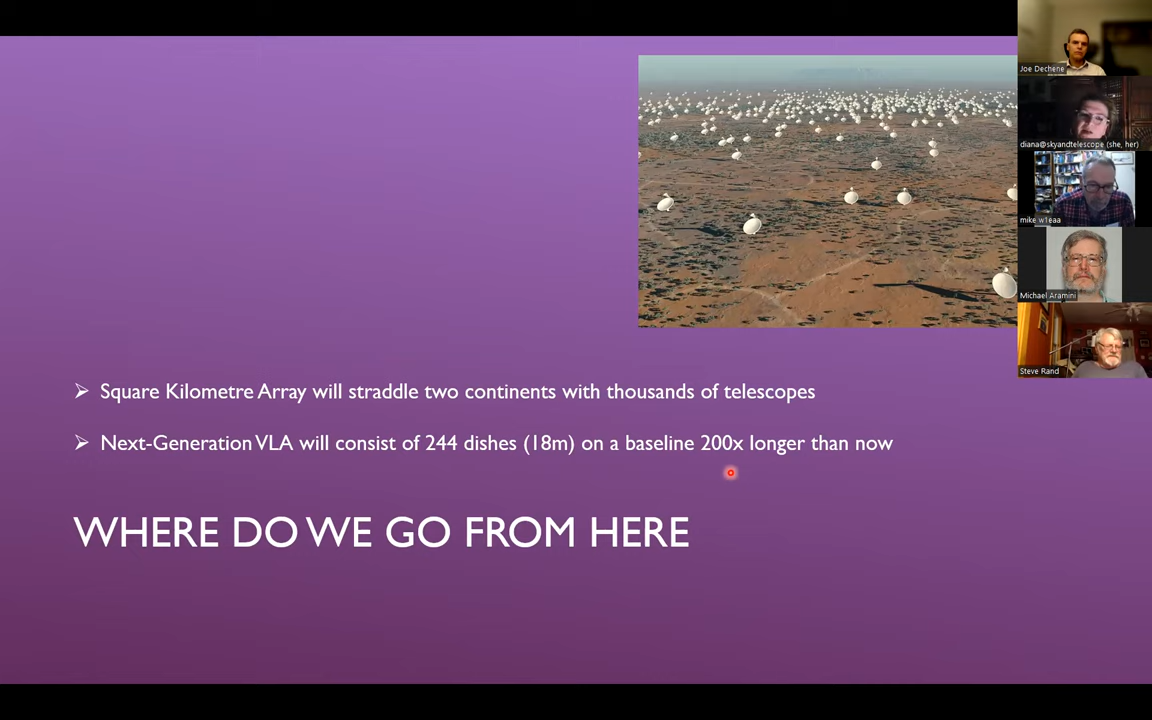 Joe Dechene
diana@skyandtelescope (she, her)
mike w1eaa
Michael Aramini
Steve Rand
Square Kilometre Array will straddle two continents with thousands of telescopes
Next-Generation VLA will consist of 244 dishes (18m) on a baseline 200x longer than now
WHERE DO WE GO FROM HERE